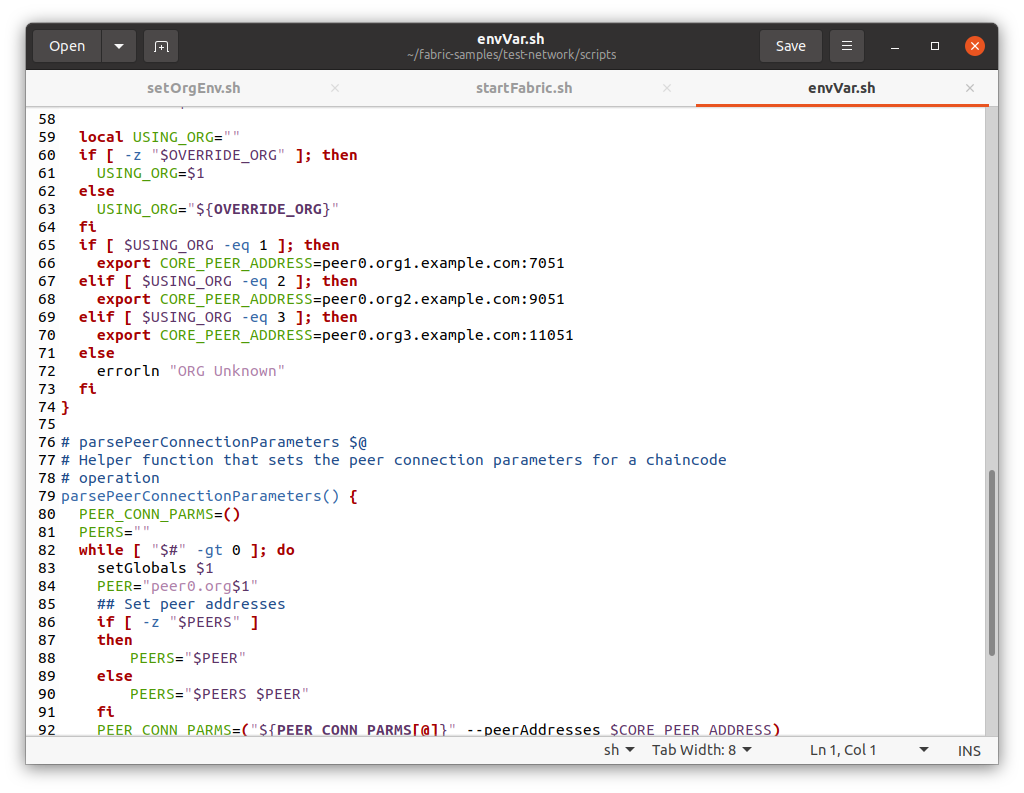 Open
envVar.sh
~/fabric-samples/test-network/scripts
Save
setOrgEnv.sh
startFabric.sh
envVar.sh
58
59   local USING_ORG=""
60   if [ -z "$OVERRIDE_ORG" ]; then
61     USING_ORG=$1
62   else
63     USING_ORG="${OVERRIDE_ORG}"
64   fi
65   if [ $USING_ORG -eq 1 ]; then
66     export CORE_PEER_ADDRESS=peer0.org1.example.com:7051
67   elif [ $USING_ORG -eq 2 ]; then
68     export CORE_PEER_ADDRESS=peer0.org2.example.com:9051
69   elif [ $USING_ORG -eq 3 ]; then
70     export CORE_PEER_ADDRESS=peer0.org3.example.com:11051
71   else
72     errorln "ORG Unknown"
73   fi
74 }
75
76 # parsePeerConnectionParameters $@
77 # Helper function that sets the peer connection parameters for a chaincode
78 # operation
79 parsePeerConnectionParameters() {
80   PEER_CONN_PARMS=()
81   PEERS=""
82   while [ "$#" -gt 0 ]; do
83     setGlobals $1
84     PEER="peer0.org$1"
85     ## Set peer addresses
86     if [ -z "$PEERS" ]
87     then
88         PEERS="$PEER"
89     else
90         PEERS="$PEERS $PEER"
91     fi
92     PEER_CONN_PARMS=("${PEER_CONN_PARMS[@]}" --peerAddresses $CORE_PEER_ADDRESS)
sh
Tab Width: 8
Ln 1, Col 1
INS